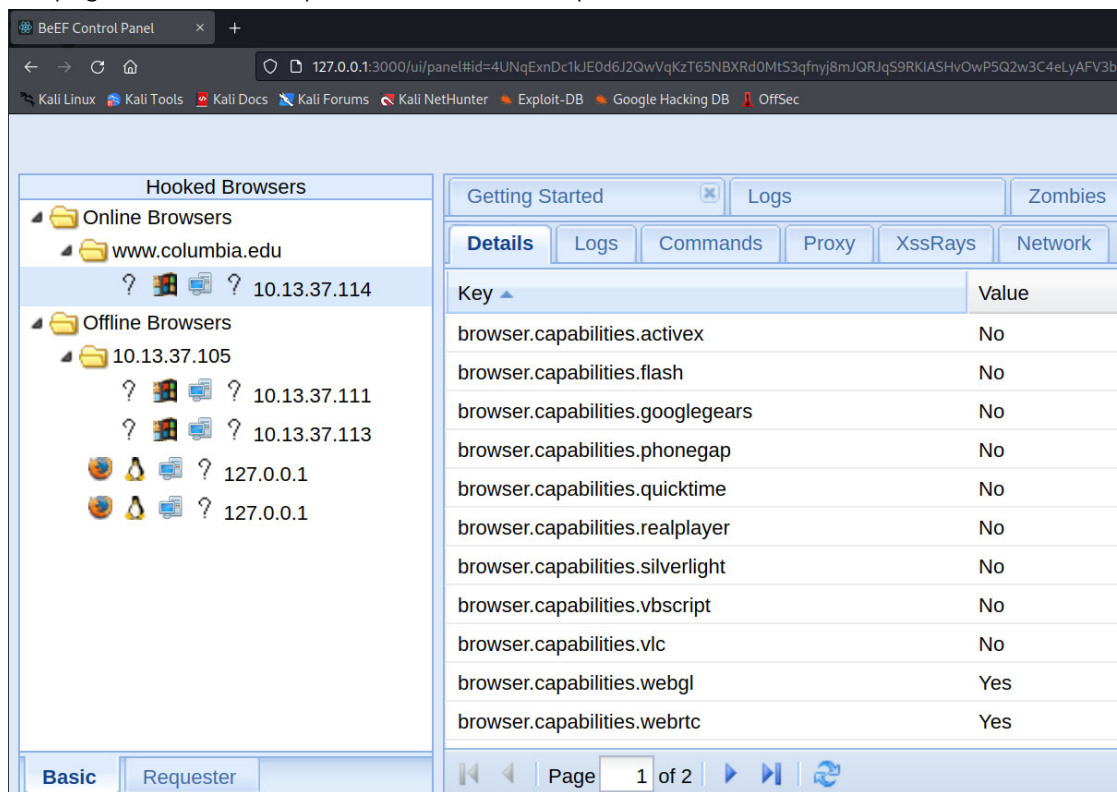 BeEF Control Panel
127.0.0.1:3000/ui/panel#id=4UNqExnDc1kJE0d6J2QwVqKzT65NBXRd0MtS3qfnyj8mJQRJqS9RKIASHvOwP5Q2w3C4eLyAFV3b
Kali Linux Kali Tools Kali Docs Kali Forums Kali NetHunter Exploit-DB Google Hacking DB OffSec
Hooked Browsers
Online Browsers
www.columbia.edu
? ? 10.13.37.114
Offline Browsers
10.13.37.105
? ? 10.13.37.111
? ? 10.13.37.113
? 127.0.0.1
? 127.0.0.1
Basic Requester
Getting Started Logs Zombies
Details Logs Commands Proxy XssRays Network
Key Value
browser.capabilities.activex No
browser.capabilities.flash No
browser.capabilities.googlegears No
browser.capabilities.phonegap No
browser.capabilities.quicktime No
browser.capabilities.realplayer No
browser.capabilities.silverlight No
browser.capabilities.vbscript No
browser.capabilities.vlc No
browser.capabilities.webgl Yes
browser.capabilities.webrtc Yes
Page 1 of 2